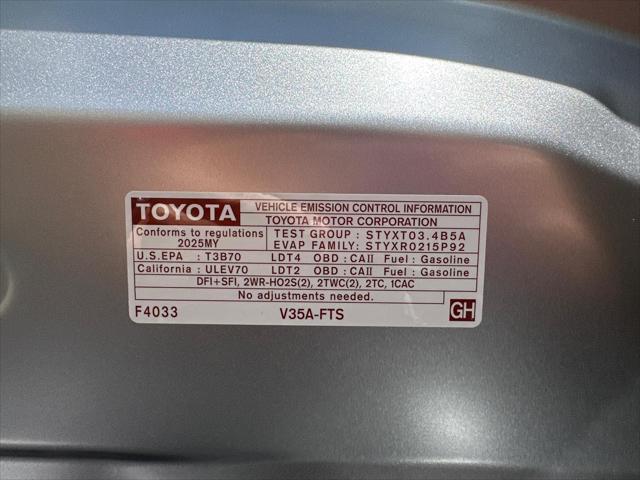 TOYOTA
VEHICLE EMISSION CONTROL INFORMATION
TOYOTA MOTOR CORPORATION
Conforms to regulations
2025MY
TEST GROUP : STYXT03.4B5A
EVAP FAMILY: STYXR0215P92
U.S.EPA : T3B70 LDT4 OBD : CAII Fuel : Gasoline
California : ULEV70 LDT2 OBD : CAII Fuel : Gasoline
DFI+SFI, 2WR-HO2S(2), 2TWC(2), 2TC, 1CAC
No adjustments needed.
F4033 V35A-FTS GH